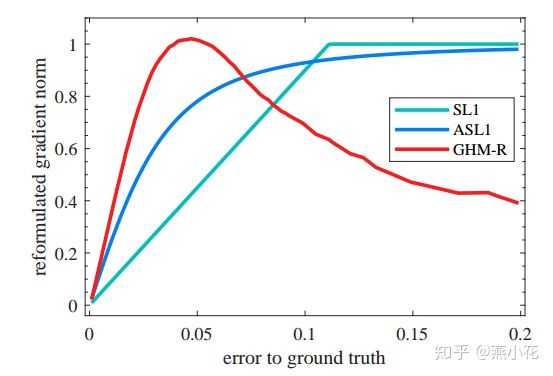 1
0.8
0.6
0.4
0.2
0
reformulated gradient norm
SL1
ASL1
GHM-R
0 0.05 0.1 0.15 0.2
error to ground truth
知乎 @燕小花